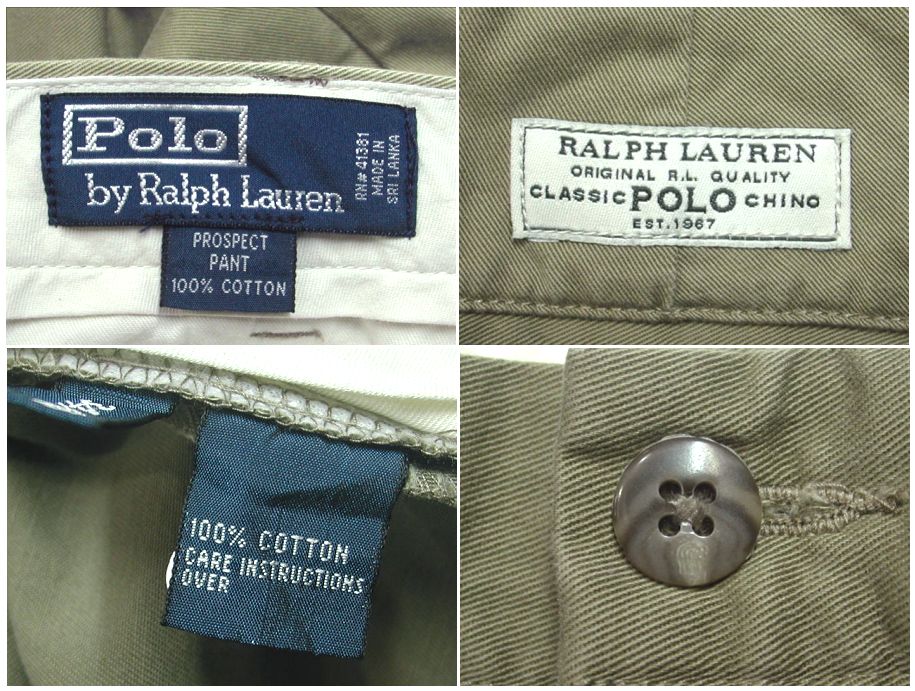 Polo
by Ralph Lauren
RN# 41381
MADE IN
SRI LANKA
PROSPECT
PANT
100% COTTON
RALPH LAUREN
ORIGINAL R.L. QUALITY
CLASSIC POLO CHINO
EST. 1967
100% COTTON
CARE INSTRUCTIONS
OVER